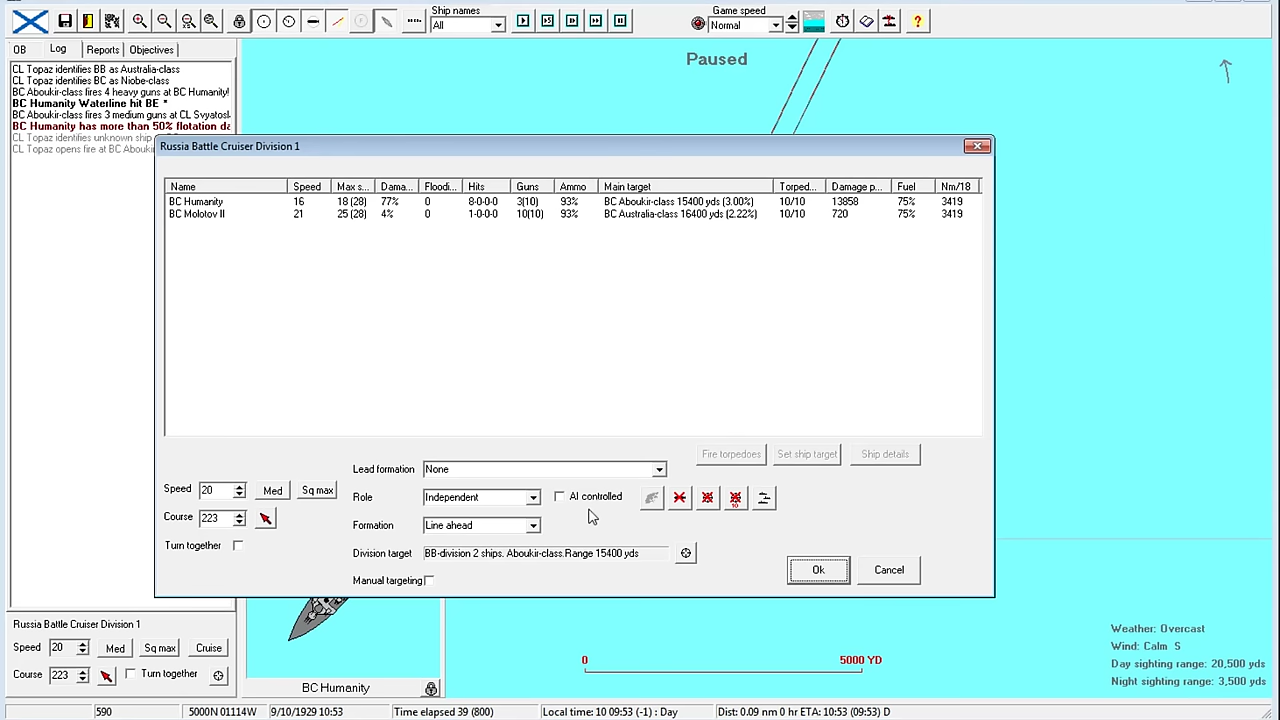 Ship names
All
Game speed
Normal
?
OB Log Reports Objectives
CL Topaz identifies BB as Australia-class
CL Topaz identifies BC as Niobe-class
BC Aboukir-class fires 4 heavy guns at BC Humanity!
BC Humanity Waterline hit BE *
BC Aboukir-class fires 3 medium guns at CL Svyatosl
BC Humanity has more than 50% flotation da
CL Topaz identifies unknown ship
CL Topaz opens fire at BC Abouk
Paused
Russia Battle Cruiser Division 1
Name Speed Max s... Dama... Floodi... Hits Guns Ammo Main target Torped... Damage p... Fuel Nm/18
BC Humanity 16 18 (28) 77% 0 8-0-0-0 3(10) 93% BC Aboukir-class 15400 yds (3.00%) 10/10 13858 75% 3419
BC Molotov II 21 25 (28) 4% 0 1-0-0-0 10(10) 93% BC Australia-class 16400 yds (2.22%) 10/10 720 75% 3419
Fire torpedoes Set ship target Ship details
Lead formation None
Speed 20 Med Sq max
Role Independent AI controlled
10
Course 223
Formation Line ahead
Turn together
Division target BB-division 2 ships. Aboukir-class.Range 15400 yds
Manual targeting
Ok Cancel
Russia Battle Cruiser Division 1
Speed 20 Med Sq max Cruise
Course 223 Turn together
BC Humanity
0 5000 YD
Weather: Overcast
Wind: Calm S
Day sighting range: 20,500 yds
Night sighting range: 3,500 yds
590 5000N 01114W 9/10/1929 10:53 Time elapsed 39 (800) Local time: 10 09:53 (-1) : Day Dist: 0.09 nm 0 hr ETA: 10:53 (09:53) D